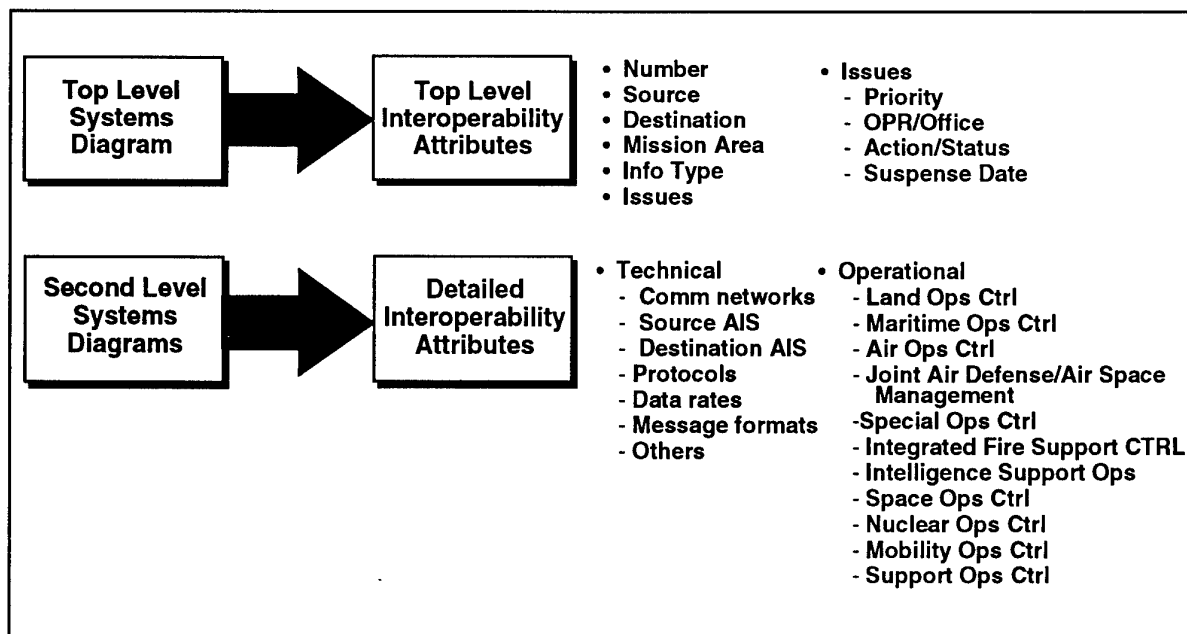 Top Level
Systems
Diagram
Top Level
Interoperability
Attributes
• Number
• Source
• Destination
• Mission Area
• Info Type
• Issues
• Issues
- Priority
- OPR/Office
- Action/Status
- Suspense Date
Second Level
Systems
Diagrams
Detailed
Interoperability
Attributes
• Technical
- Comm networks
- Source AIS
- Destination AIS
- Protocols
- Data rates
- Message formats
- Others
• Operational
- Land Ops Ctrl
- Maritime Ops Ctrl
- Air Ops Ctrl
- Joint Air Defense/Air Space
Management
-Special Ops Ctrl
- Integrated Fire Support CTRL
- Intelligence Support Ops
- Space Ops Ctrl
- Nuclear Ops Ctrl
- Mobility Ops Ctrl
- Support Ops Ctrl